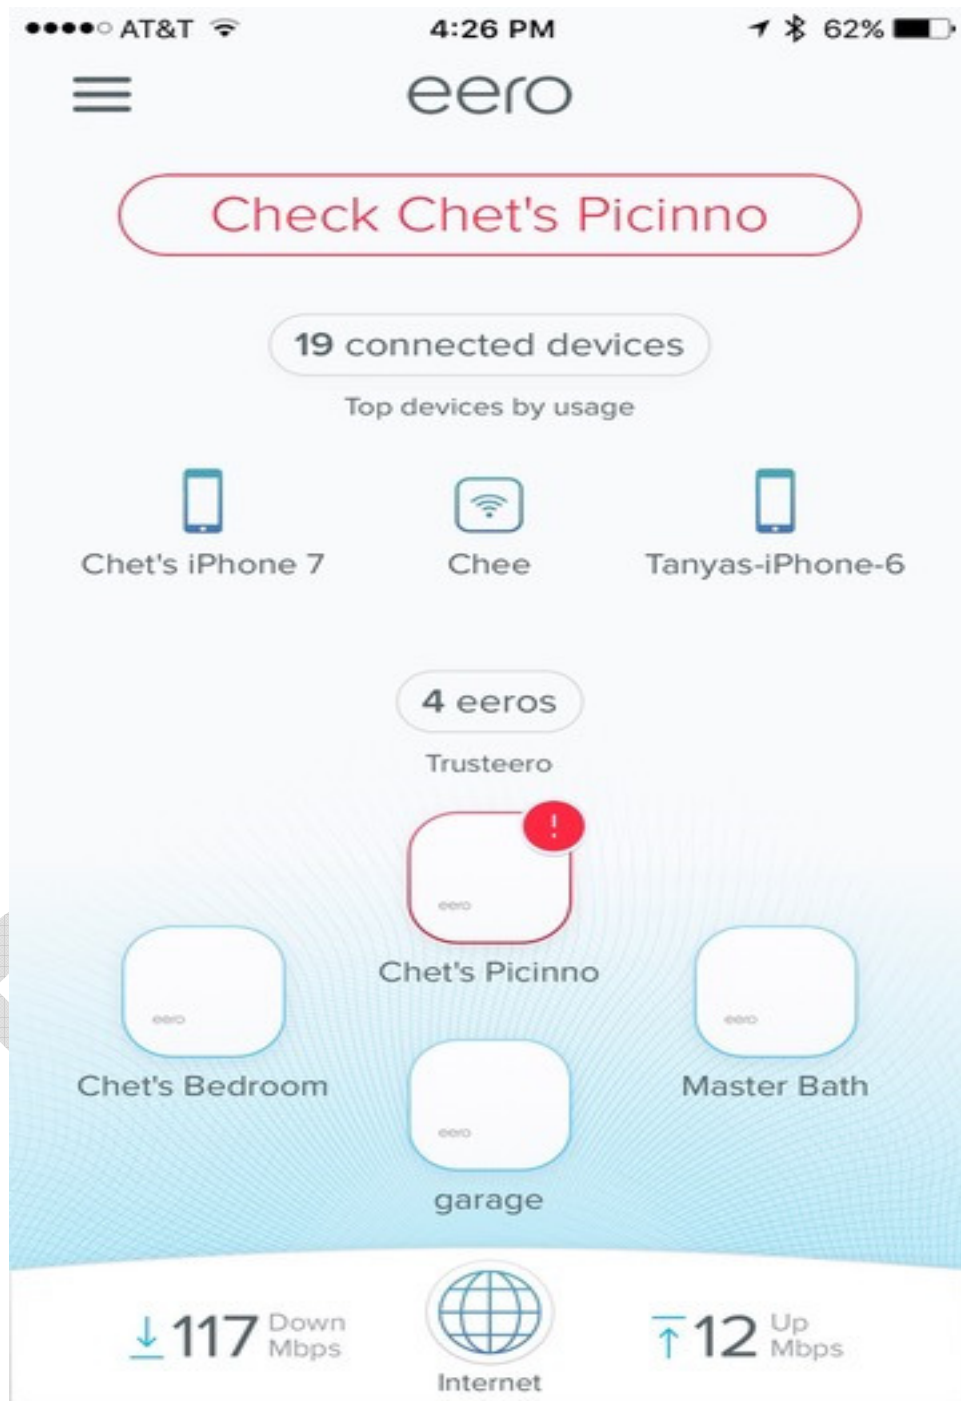 AT&T 4:26 PM 62%
eero
Check Chet's Picinno
19 connected devices
Top devices by usage
Chet's iPhone 7 Chee Tanyas-iPhone-6
4 eeros
Trusteero
!
eero
Chet's Picinno
eero eero
Chet's Bedroom Master Bath
eero
garage
117 Down Mbps 12 Up Mbps
Internet